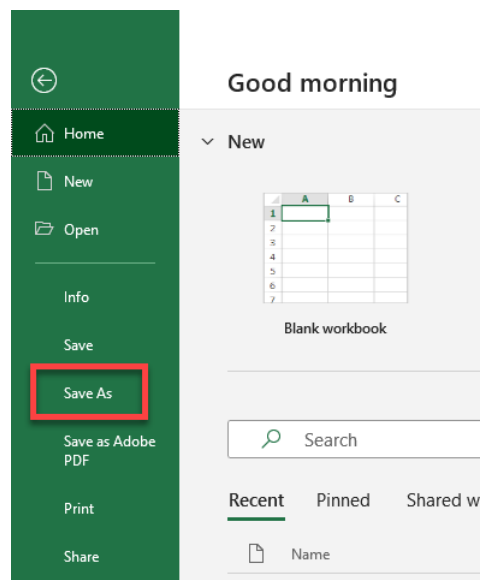 Good morning
Home
New
New
Open
A B C
1
2
3
4
5
6
7
Blank workbook
Info
Save
Save As
Save as Adobe
PDF
Print
Share
Search
Recent Pinned Shared w
Name